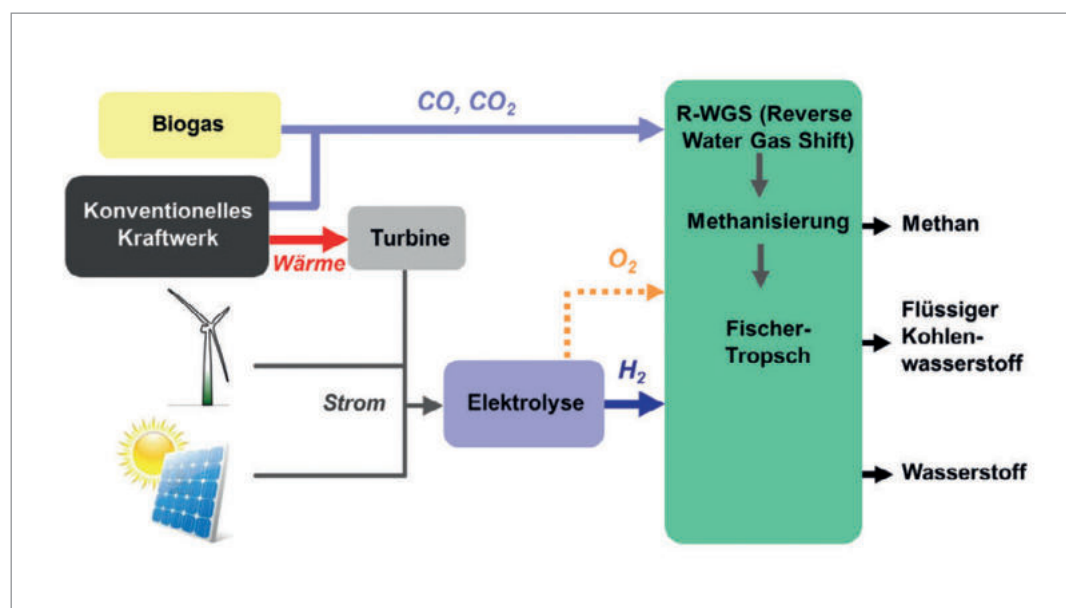 CO, CO2
Biogas
R-WGS (Reverse
Water Gas Shift)
Konventionelles
Kraftwerk
Wärme
Turbine
Methanisierung
Methan
O2
Fischer-
Tropsch
Flüssiger
Kohlen-
wasserstoff
Strom
Elektrolyse
H2
Wasserstoff